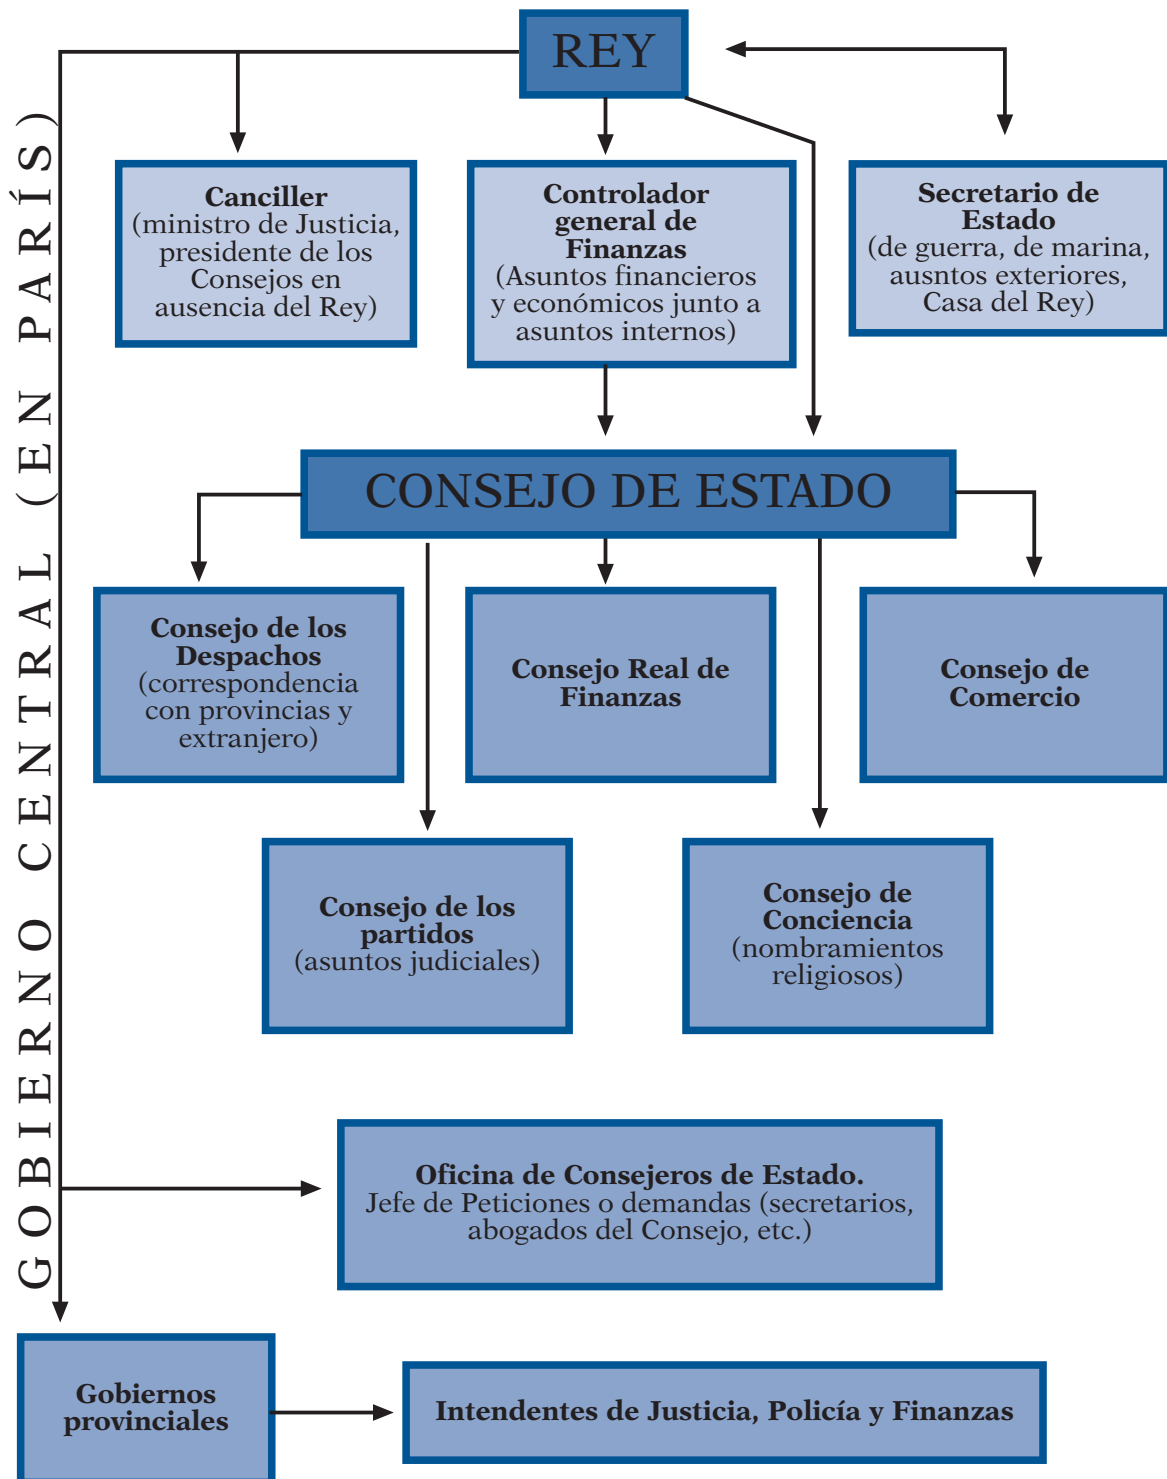 REY
GOBIERNO CENTRAL (EN PARÍS)
Canciller
(ministro de Justicia,
presidente de los
Consejos en
ausencia del Rey)
Controlador
general de
Finanzas
(Asuntos financieros
y económicos junto a
asuntos internos)
Secretario de
Estado
(de guerra, de marina,
ausntos exteriores,
Casa del Rey)
CONSEJO DE ESTADO
Consejo de los
Despachos
(correspondencia
con provincias y
extranjero)
Consejo Real de
Finanzas
Consejo de
Comercio
Consejo de los
partidos
(asuntos judiciales)
Consejo de
Conciencia
(nombramientos
religiosos)
Oficina de Consejeros de Estado.
Jefe de Peticiones o demandas (secretarios,
abogados del Consejo, etc.)
Gobiernos
provinciales
Intendentes de Justicia, Policía y Finanzas